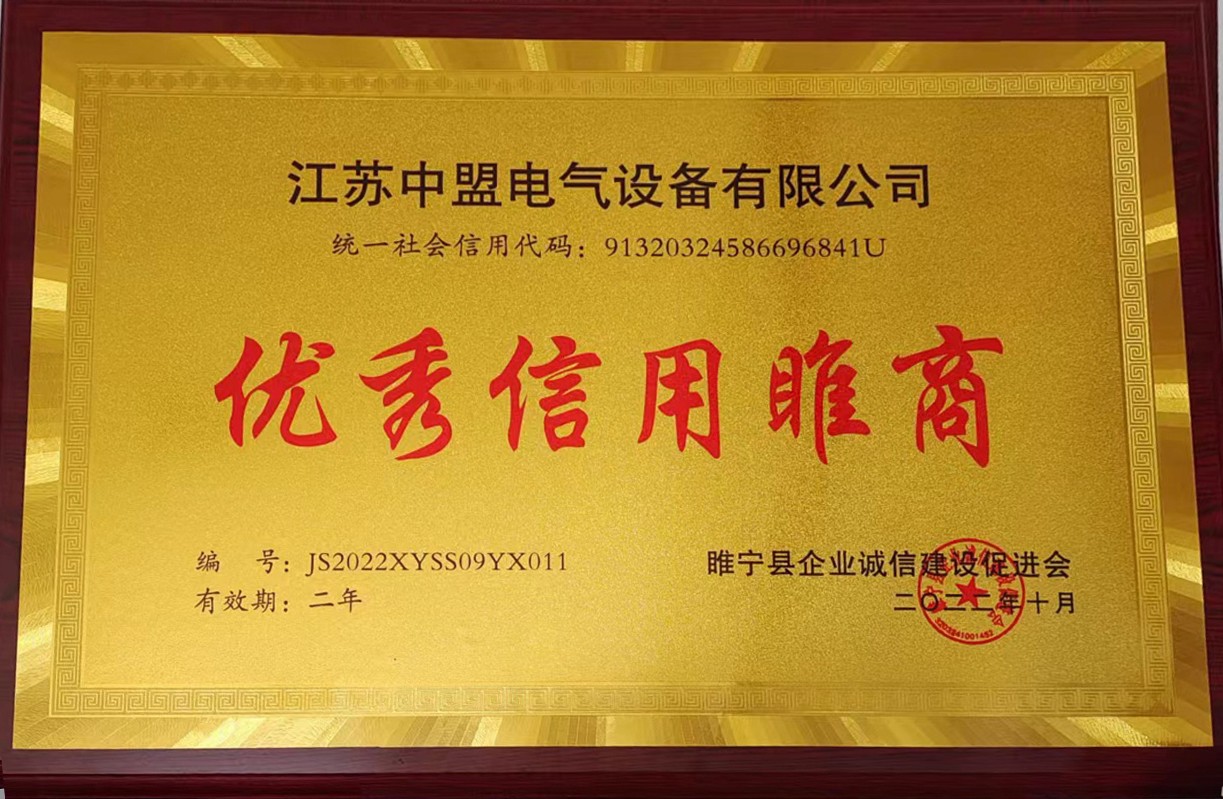 江苏中盟电气设备有限公司
统一社会信用代码：91320324586696841U
优秀信用睢商
编　号：JS2022XYSS09YX011
有效期：二年
睢宁县企业诚信建设促进会
二〇二二年十月